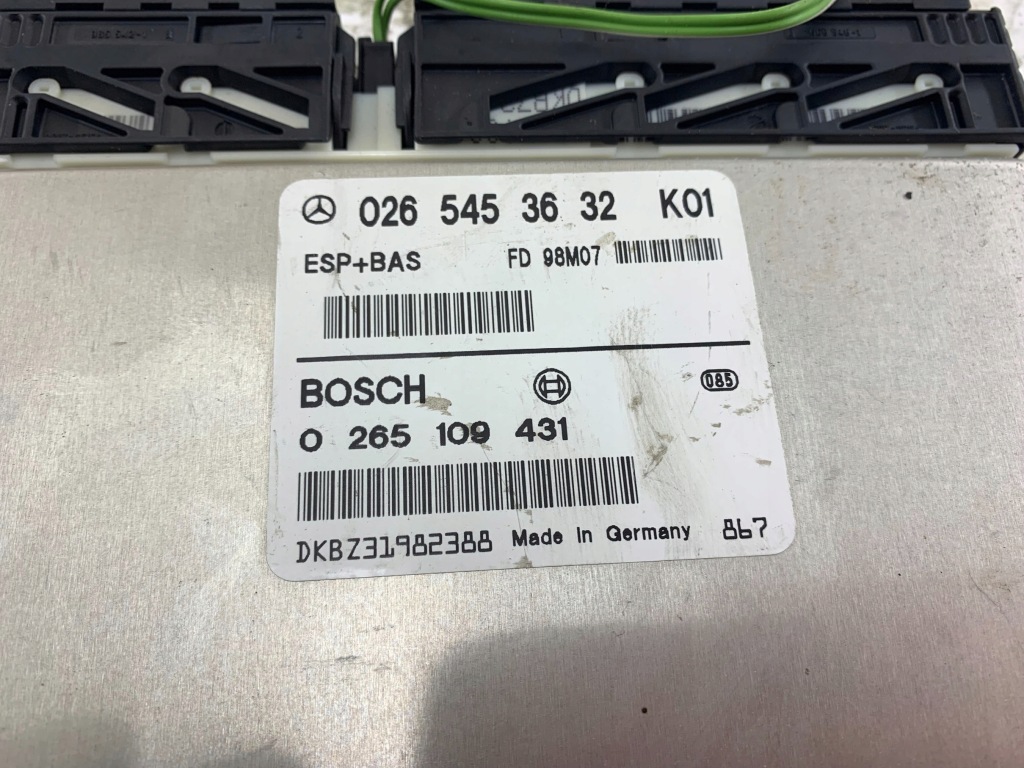 026 545 36 32 K01
ESP+BAS FD 98M07
BOSCH
085
0 265 109 431
DKBZ31982388 Made in Germany 867